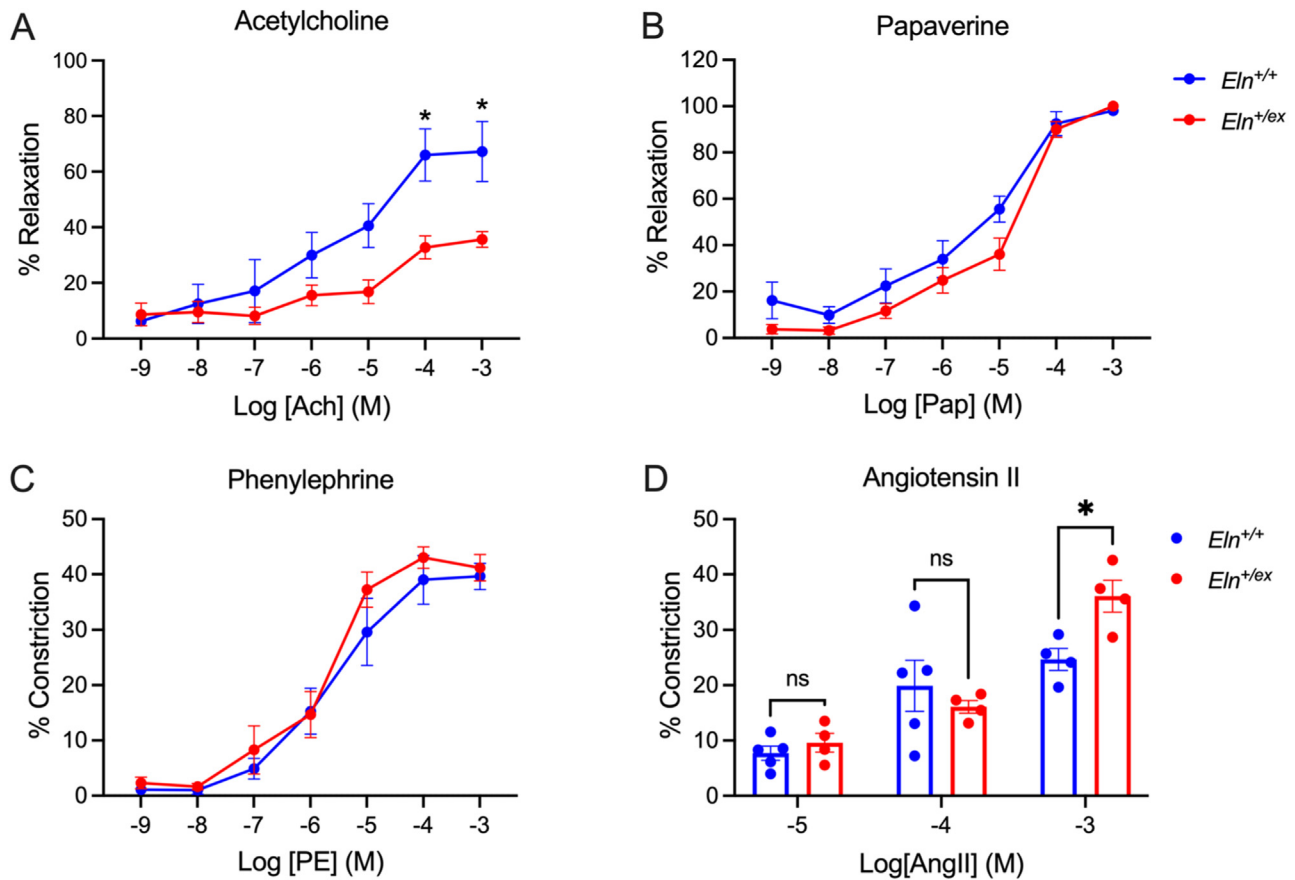 A
Acetylcholine
% Relaxation
100
80
60
40
20
0
* *
-9 -8 -7 -6 -5 -4 -3
Log [Ach] (M)
B
Papaverine
% Relaxation
120
100
80
60
40
20
0
-9 -8 -7 -6 -5 -4 -3
Log [Pap] (M)
Eln+/+
Eln+/ex
C
Phenylephrine
% Constriction
50
40
30
20
10
0
-9 -8 -7 -6 -5 -4 -3
Log [PE] (M)
D
Angiotensin II
% Constriction
50
40
30
20
10
0
ns
ns
*
-5 -4 -3
Log[AngII] (M)
Eln+/+
Eln+/ex